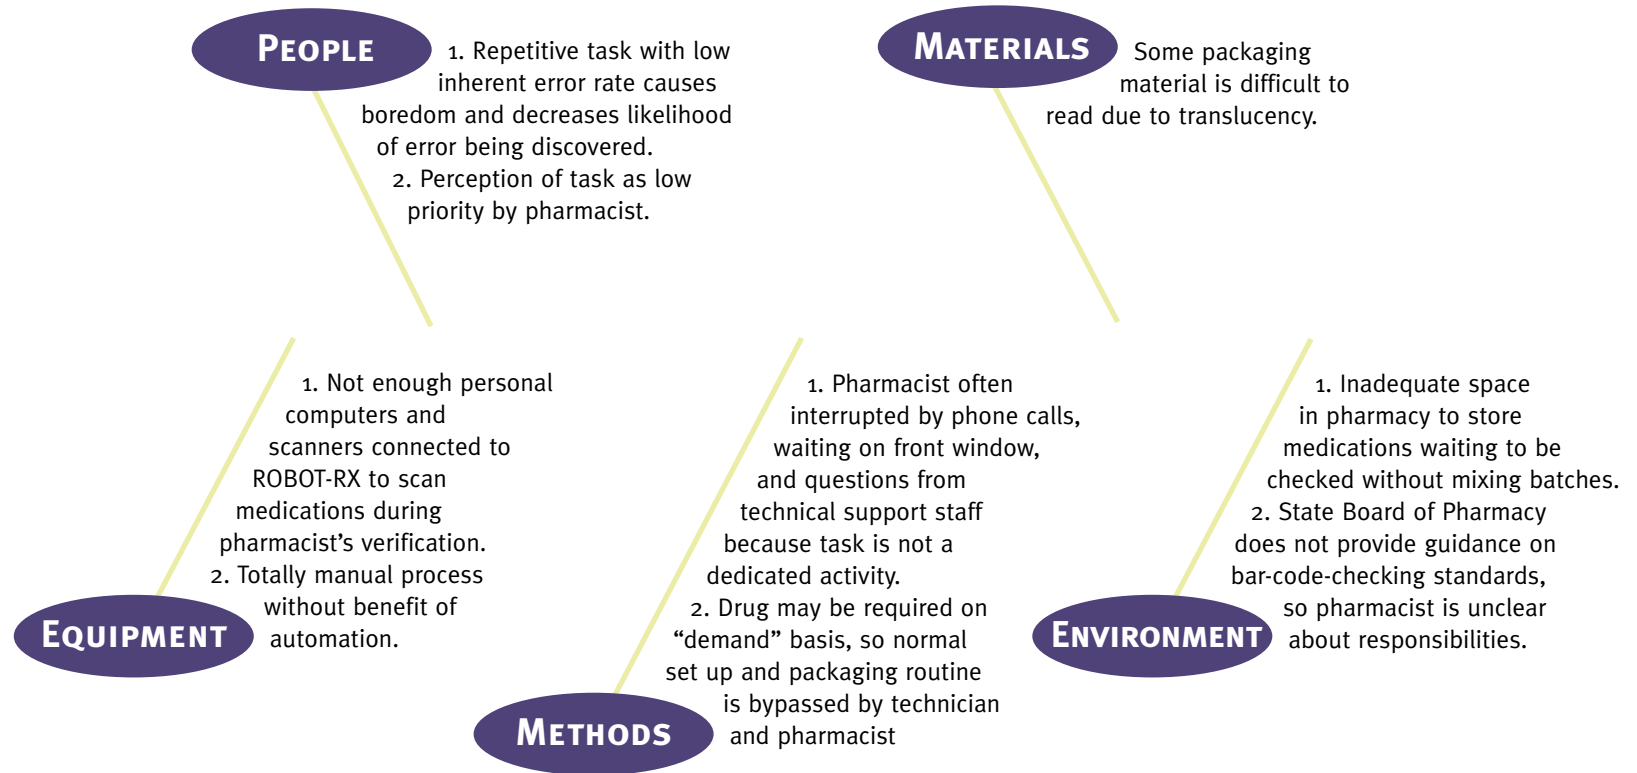 PEOPLE
1. Repetitive task with low
inherent error rate causes
boredom and decreases likelihood
of error being discovered.
2. Perception of task as low
priority by pharmacist.
MATERIALS
Some packaging
material is difficult to
read due to translucency.
1. Not enough personal
computers and
scanners connected to
ROBOT-RX to scan
medications during
pharmacist’s verification.
2. Totally manual process
without benefit of
automation.
EQUIPMENT
1. Pharmacist often
interrupted by phone calls,
waiting on front window,
and questions from
technical support staff
because task is not a
dedicated activity.
2. Drug may be required on
“demand” basis, so normal
set up and packaging routine
is bypassed by technician
and pharmacist
METHODS
1. Inadequate space
in pharmacy to store
medications waiting to be
checked without mixing batches.
2. State Board of Pharmacy
does not provide guidance on
bar-code-checking standards,
so pharmacist is unclear
about responsibilities.
ENVIRONMENT